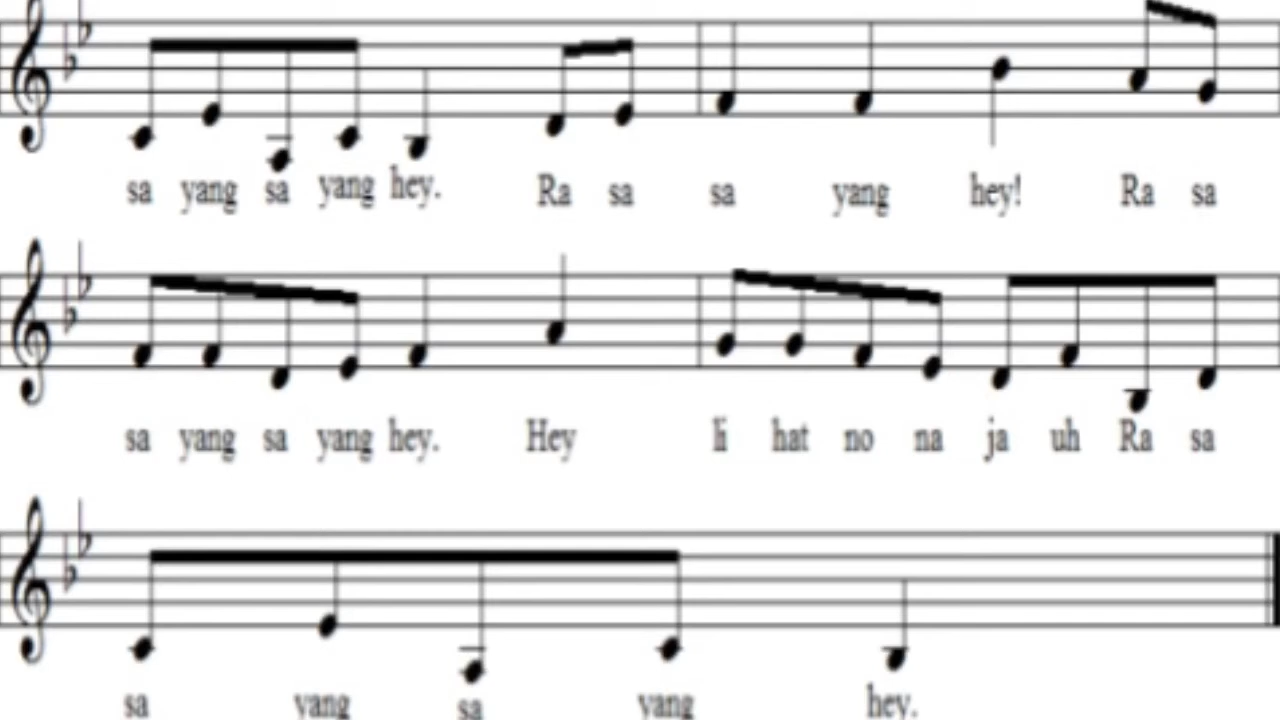 sa yang sa yang hey. Ra sa sa yang hey! Ra sa
sa yang sa yang hey. Hey li hat no na ja uh Ra sa
sa yang sa yang hey.